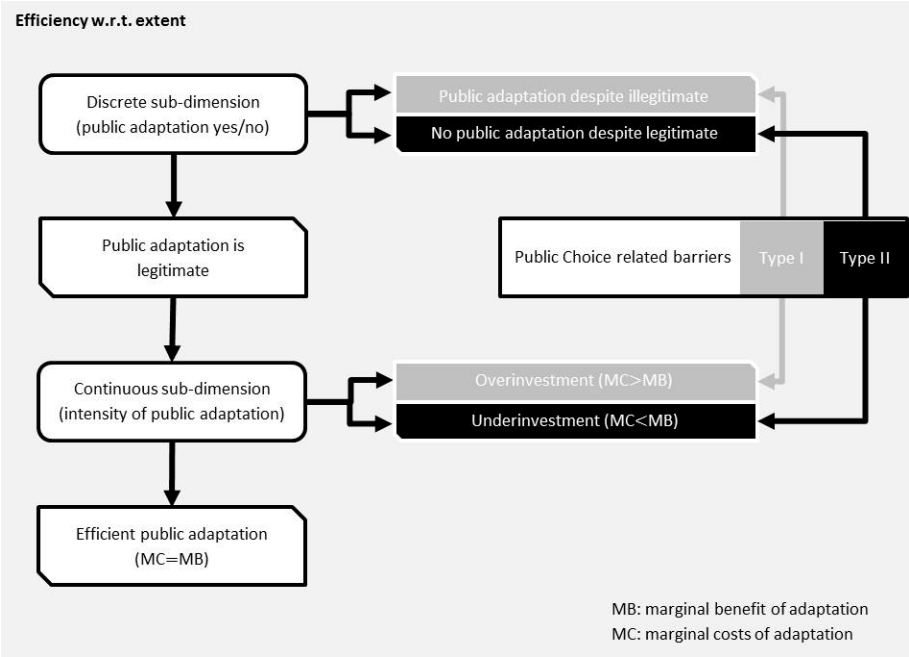 Efficiency w.r.t. extent
Discrete sub-dimension
(public adaptation yes/no)
Public adaptation despite illegitimate
No public adaptation despite legitimate
Public adaptation is
legitimate
Public Choice related barriers
Type I
Type II
Continuous sub-dimension
(intensity of public adaptation)
Overinvestment (MC>MB)
Underinvestment (MC<MB)
Efficient public adaptation
(MC=MB)
MB: marginal benefit of adaptation
MC: marginal costs of adaptation